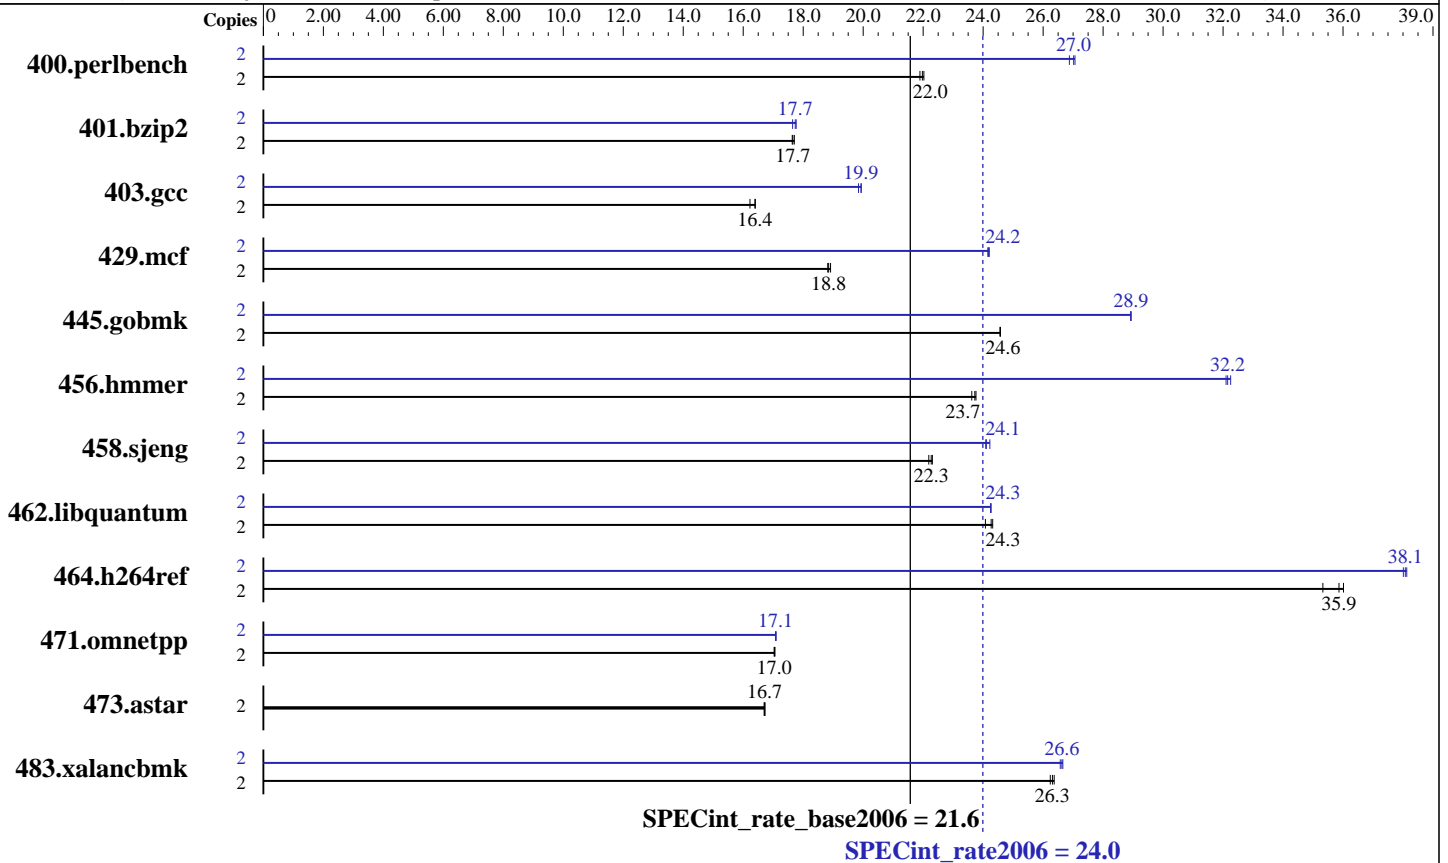 Copies 0 2.00 4.00 6.00 8.00 10.0 12.0 14.0 16.0 18.0 20.0 22.0 24.0 26.0 28.0 30.0 32.0 34.0 36.0 39.0
400.perlbench 2 27.0
2 22.0
401.bzip2 2 17.7
2 17.7
403.gcc 2 19.9
2 16.4
429.mcf 2 24.2
2 18.8
445.gobmk 2 28.9
2 24.6
456.hmmer 2 32.2
2 23.7
458.sjeng 2 24.1
2 22.3
462.libquantum 2 24.3
2 24.3
464.h264ref 2 38.1
2 35.9
471.omnetpp 2 17.1
2 17.0
473.astar 2 16.7
483.xalancbmk 2 26.6
2 26.3
SPECint_rate_base2006 = 21.6
SPECint_rate2006 = 24.0